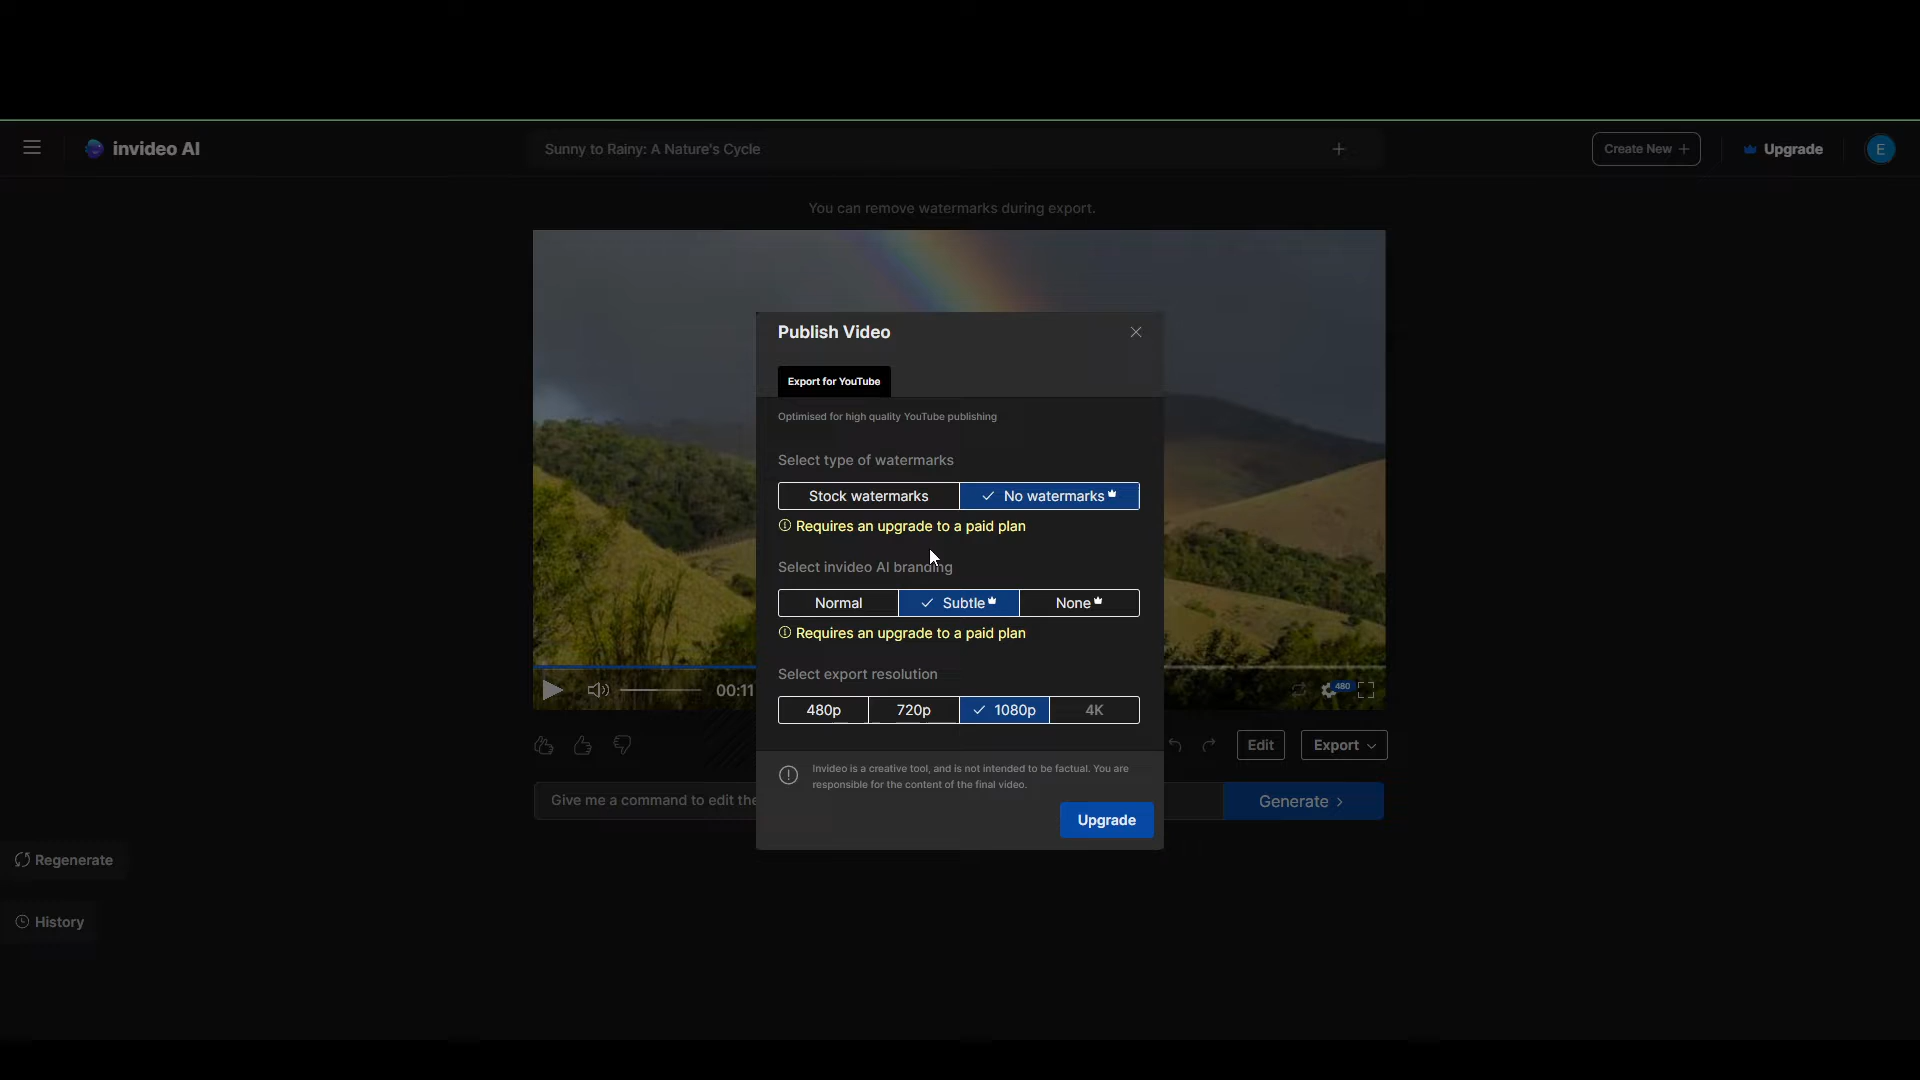 invideo AI
Sunny to Rainy: A Nature's Cycle
Create New +
Upgrade
E
You can remove watermarks during export.
Publish Video
Export for YouTube
Optimised for high quality YouTube publishing
Select type of watermarks
Stock watermarks
No watermarks
Requires an upgrade to a paid plan
Select invideo AI branding
Normal
Subtle
None
Requires an upgrade to a paid plan
Select export resolution
480p
720p
1080p
4K
00:11
480
Edit
Export
Invideo is a creative tool, and is not intended to be factual. You are
responsible for the content of the final video.
Give me a command to edit the
Generate
Upgrade
Regenerate
History